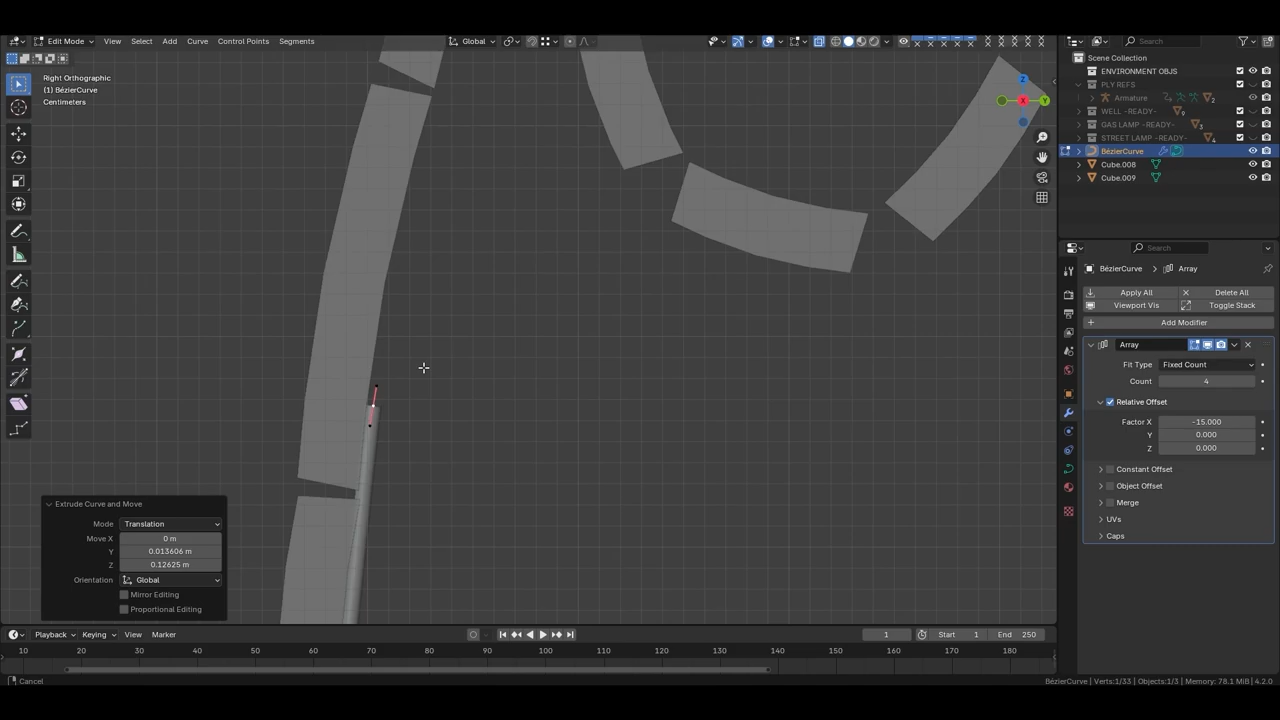 Edit Mode View Select Add Curve Control Points Segments Global Search
Right Orthographic
(1) BézierCurve
Centimeters
Z
X
Y
Scene Collection
ENVIRONMENT OBJS
PLY REFS
Armature 2
WELL -READY- 9
GAS LAMP -READY- 3
STREET LAMP -READY- 4
BézierCurve
Cube.008
Cube.009
Search
BézierCurve > Array
Apply All Delete All
Viewport Vis Toggle Stack
Add Modifier
Array
Fit Type Fixed Count
Count 4
Relative Offset
Factor X -15.000
Y 0.000
Z 0.000
Constant Offset
Object Offset
Merge
UVs
Caps
Extrude Curve and Move
Mode Translation
Move X 0 m
Y 0.013606 m
Z 0.12625 m
Orientation Global
Mirror Editing
Proportional Editing
Playback Keying View Marker 1 Start 1 End 250
10 20 30 40 50 60 70 80 90 100 110 120 130 140 150 160 170 180
Cancel BézierCurve | Verts:1/33 | Objects:1/3 | Memory: 78.1 MiB | 4.2.0